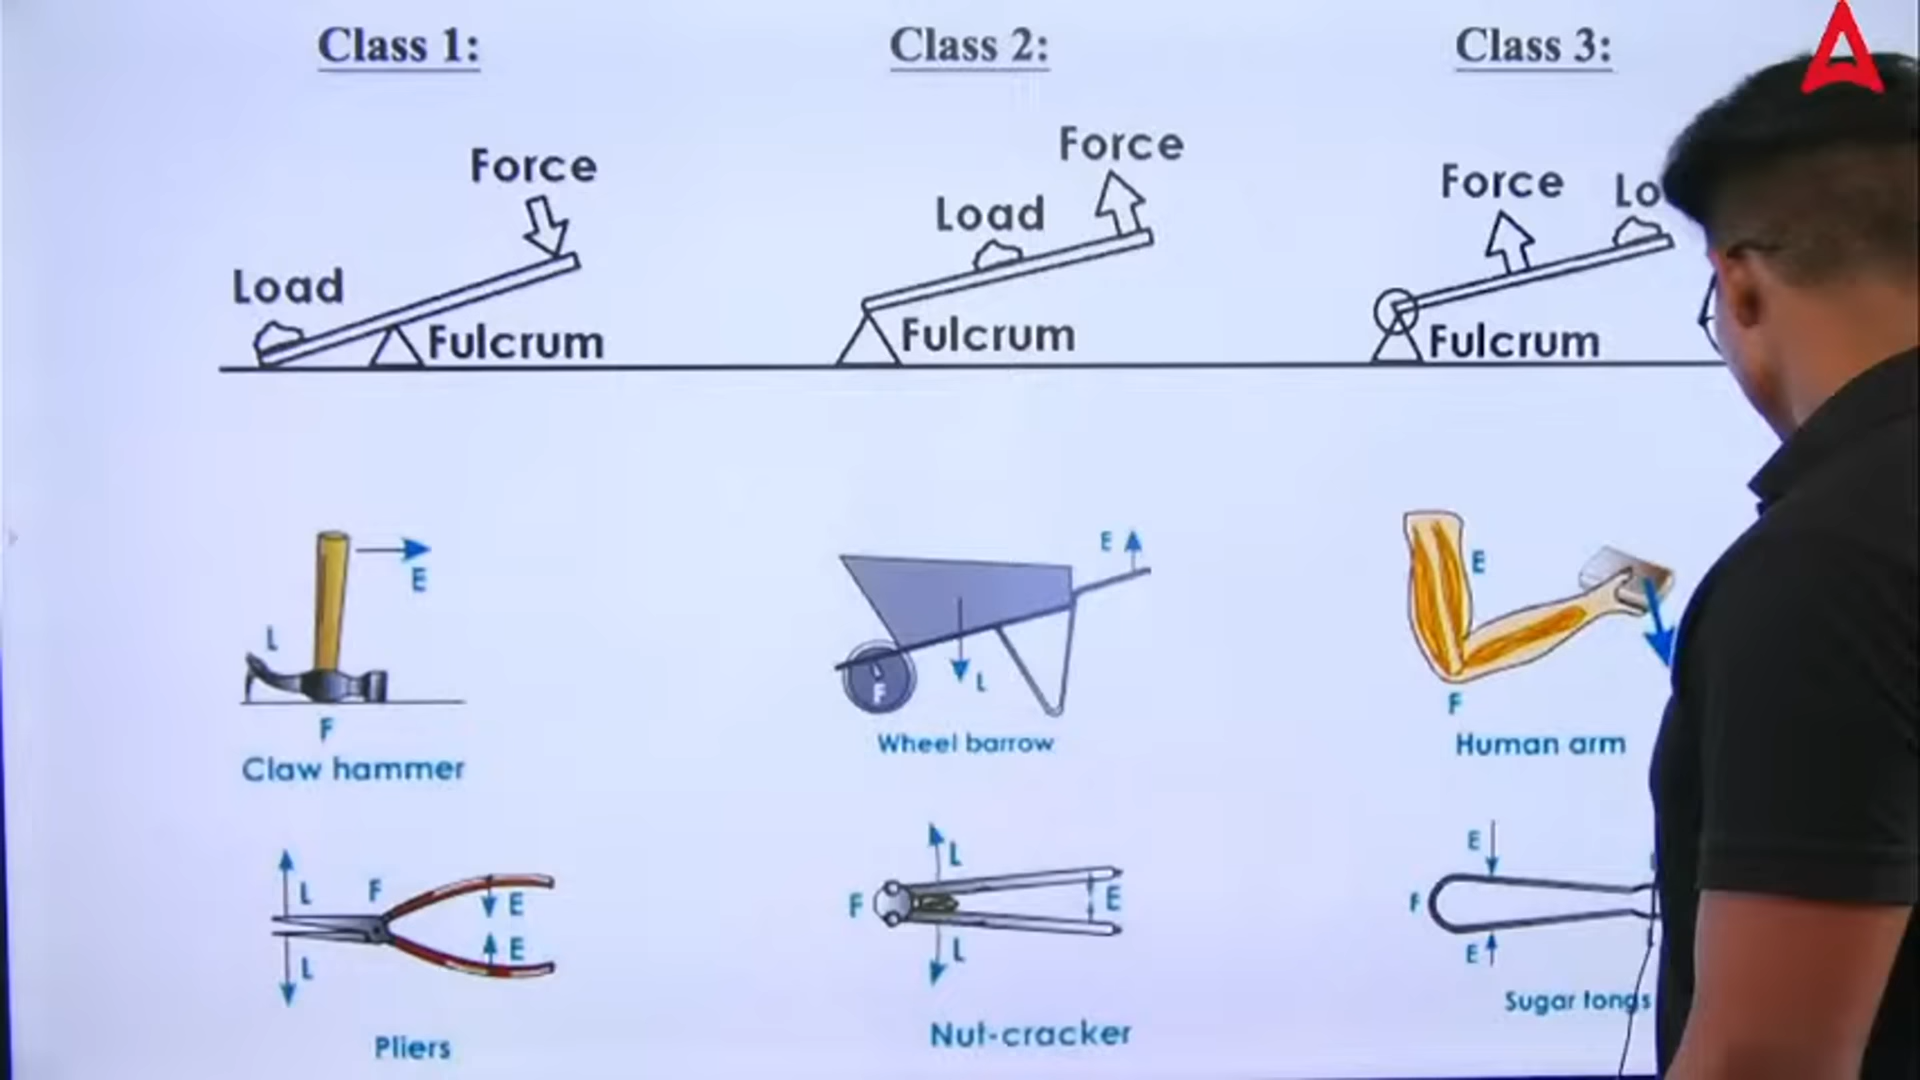 Class 1:
Class 2:
Class 3:
Force
Load
Fulcrum
Force
Load
Fulcrum
Force
Lo
Fulcrum
E
L
F
Claw hammer
E
L
F
Wheel barrow
E
F
Human arm
L
F
E
E
L
Pliers
L
F
E
L
Nut-cracker
E
F
E
Sugar tongs